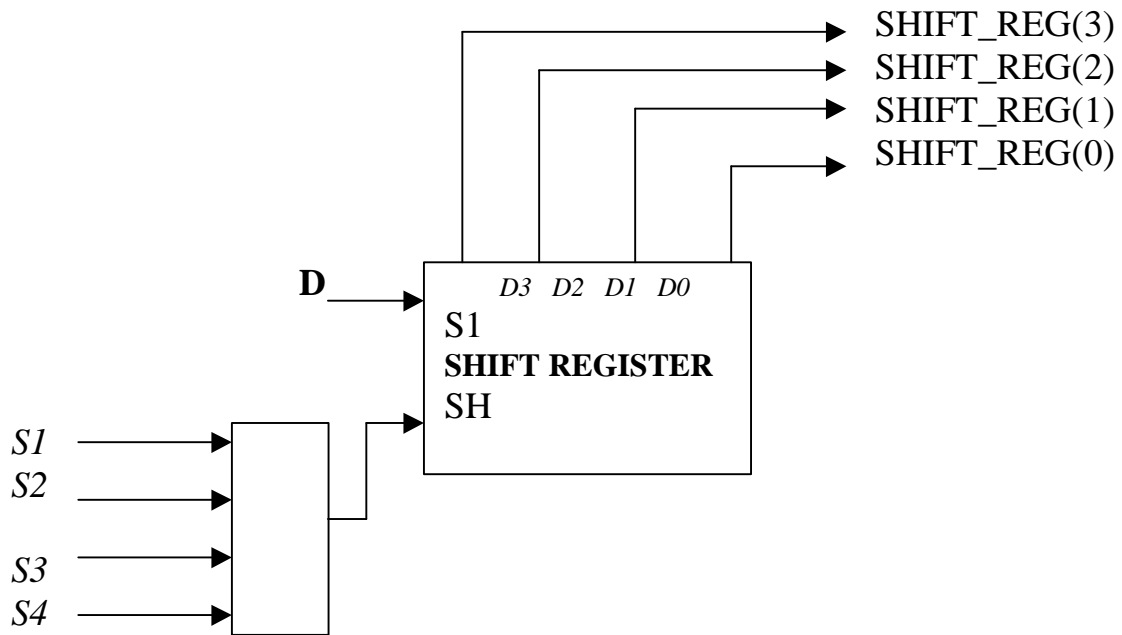 SHIFT_REG(3)
SHIFT_REG(2)
SHIFT_REG(1)
SHIFT_REG(0)
D
D3 D2 D1 D0
S1
SHIFT REGISTER
SH
S1
S2
S3
S4